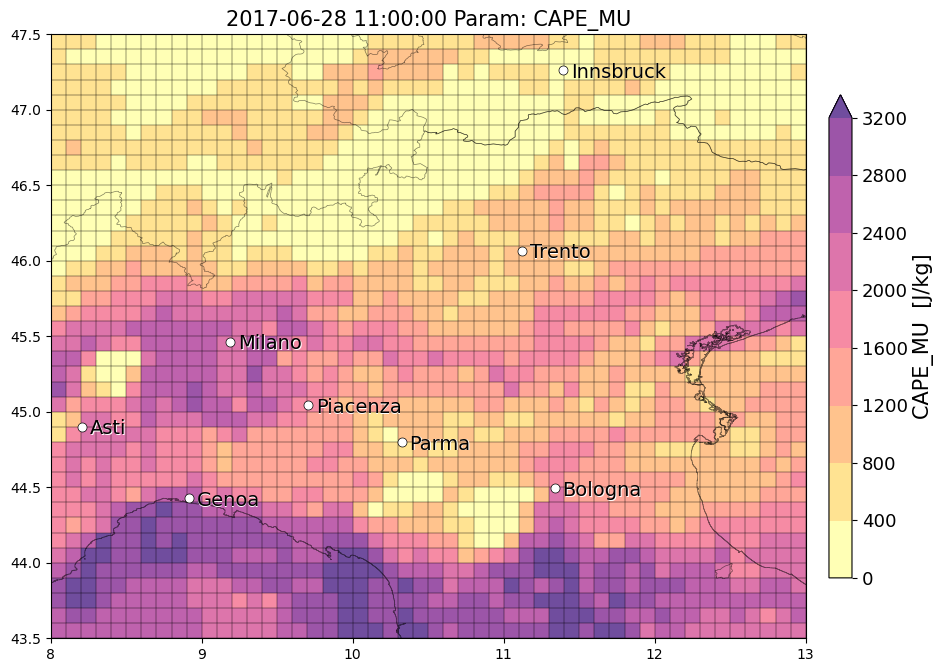 2017-06-28 11:00:00 Param: CAPE_MU
47.5
47.0
46.5
46.0
45.5
45.0
44.5
44.0
43.5
8
9
10
11
12
13
Innsbruck
Trento
Milano
Piacenza
Asti
Parma
Genoa
Bologna
3200
2800
2400
2000
1600
1200
800
400
0
CAPE_MU [J/kg]